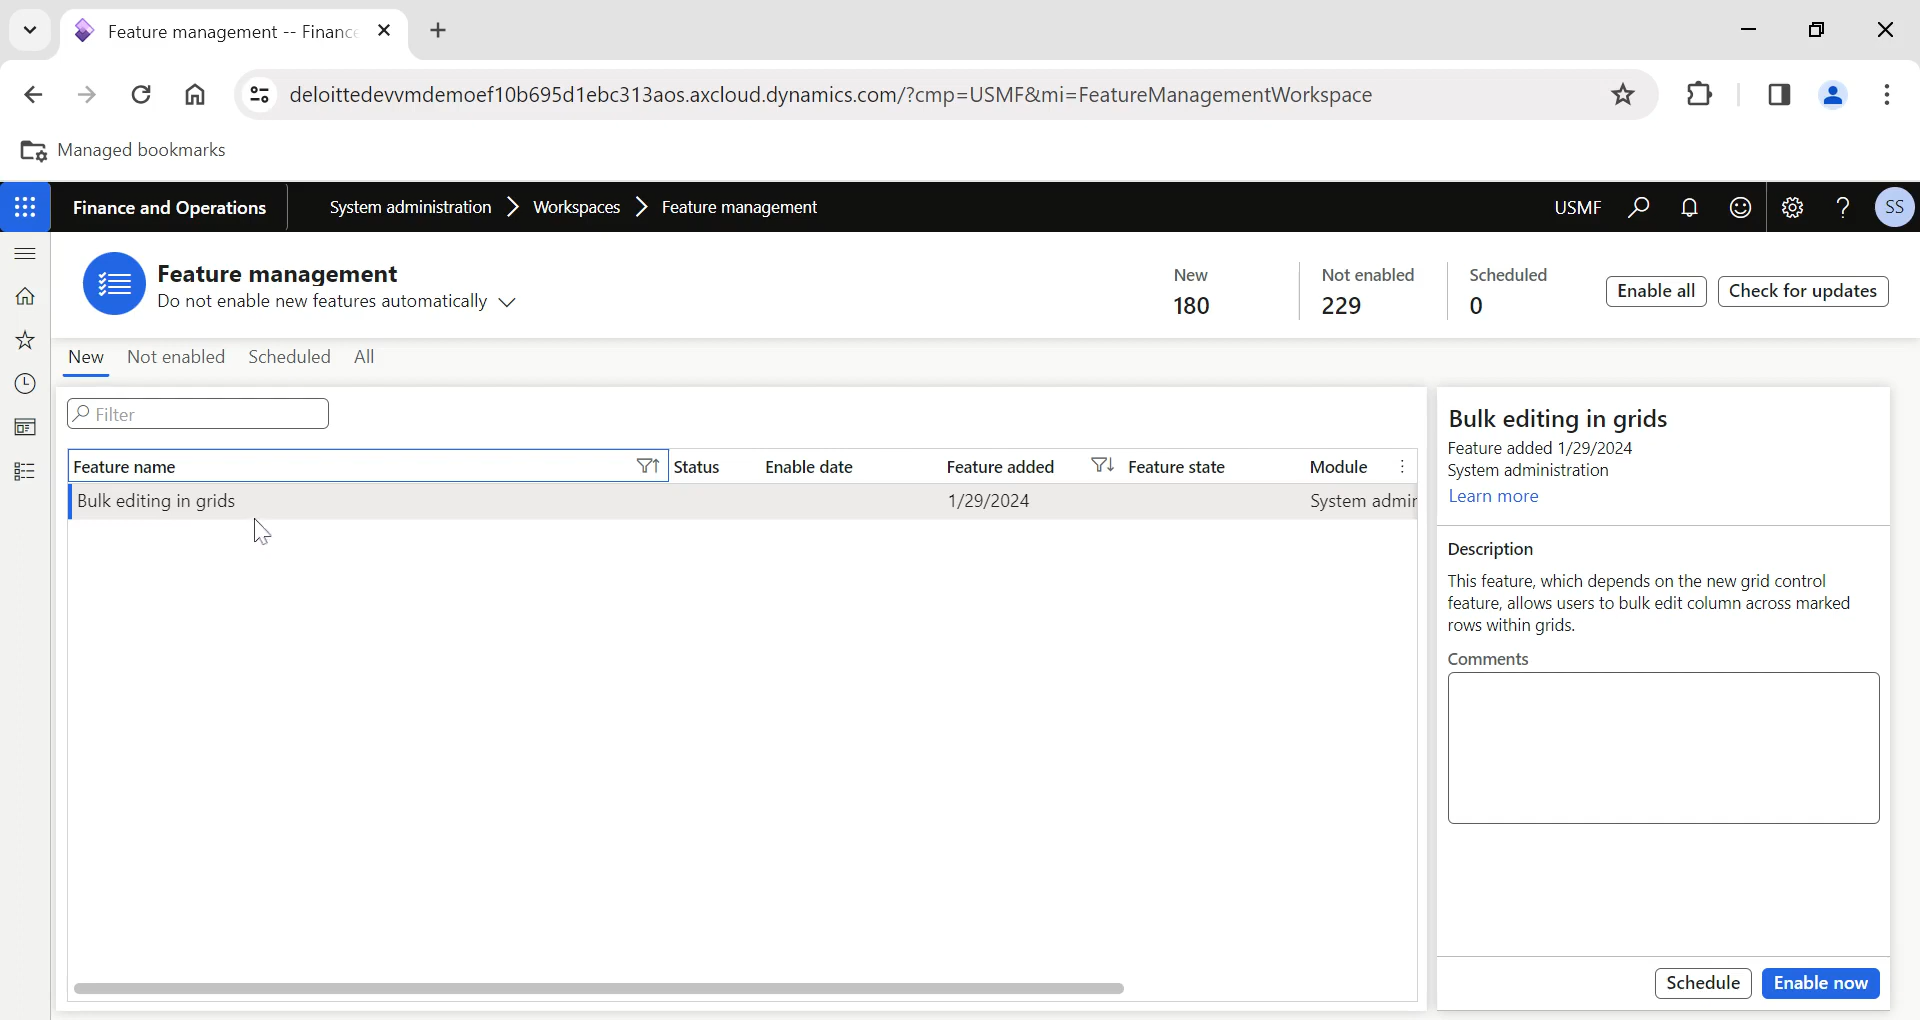 Feature management -- Finance
deloittedevvmdemoef10b695d1ebc313aos.axcloud.dynamics.com/?cmp=USMF&mi=FeatureManagementWorkspace
Managed bookmarks
Finance and Operations
System administration
Workspaces
Feature management
USMF
?
SS
Feature management
Do not enable new features automatically
New
180
Not enabled
229
Scheduled
0
Enable all
Check for updates
New
Not enabled
Scheduled
All
Filter
Feature name
Status
Enable date
Feature added
Feature state
Module
Bulk editing in grids
1/29/2024
System admin
Bulk editing in grids
Feature added 1/29/2024
System administration
Learn more
Description
This feature, which depends on the new grid control
feature, allows users to bulk edit column across marked
rows within grids.
Comments
Schedule
Enable now